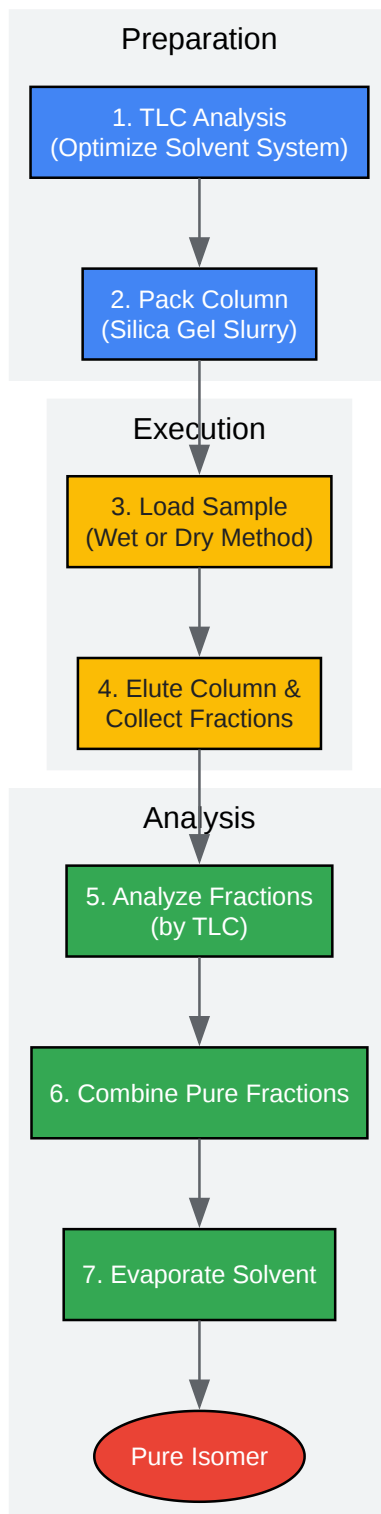 Preparation
1. TLC Analysis
(Optimize Solvent System)
2. Pack Column
(Silica Gel Slurry)
Execution
3. Load Sample
(Wet or Dry Method)
4. Elute Column &
Collect Fractions
Analysis
5. Analyze Fractions
(by TLC)
6. Combine Pure Fractions
7. Evaporate Solvent
Pure Isomer